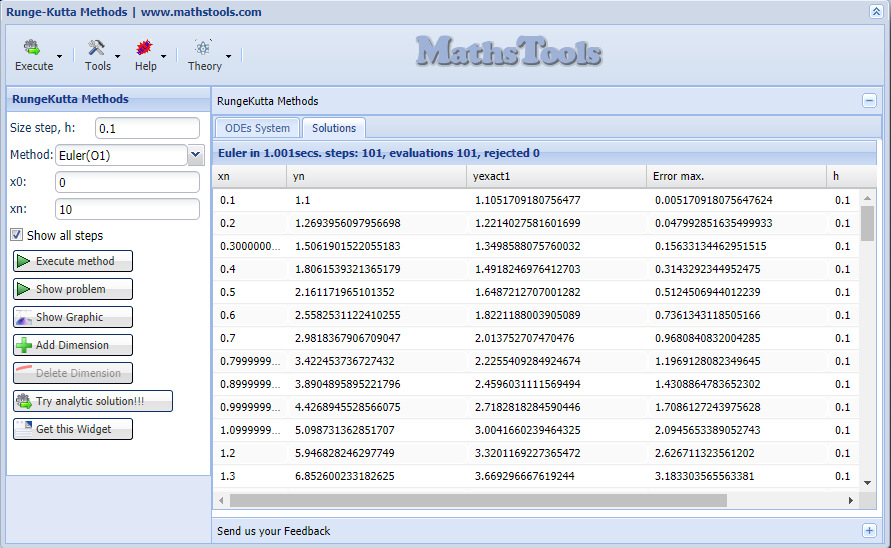 Runge-Kutta Methods | www.mathstools.com
Execute Tools Help Theory
MathsTools
RungeKutta Methods
Size step, h: 0.1
Method: Euler(O1)
x0: 0
xn: 10
Show all steps
Execute method
Show problem
Show Graphic
Add Dimension
Delete Dimension
Try analytic solution!!!
Get this Widget
RungeKutta Methods
ODEs System Solutions
Euler in 1.001secs. steps: 101, evaluations 101, rejected 0
xn yn yexact1 Error max. h
0.1 1.1 1.1051709180756477 0.005170918075647624 0.1
0.2 1.2693956097956698 1.2214027581601699 0.047992851635499933 0.1
0.3000000... 1.5061901522055183 1.3498588075760032 0.15633134462951515 0.1
0.4 1.8061539321365179 1.4918246976412703 0.3143292344952475 0.1
0.5 2.161171965101352 1.6487212707001282 0.5124506944012239 0.1
0.6 2.5582531122410255 1.8221188003905089 0.7361343118505166 0.1
0.7 2.9818367906709047 2.013752707470476 0.9680840832004285 0.1
0.7999999... 3.422453736727432 2.2255409284924674 1.1969128082349645 0.1
0.8999999... 3.8904895895221796 2.4596031111569494 1.4308864783652302 0.1
0.9999999... 4.4268945528566075 2.7182818284590446 1.7086127243975628 0.1
1.0999999... 5.098731362851707 3.0041660239464325 2.0945653389052743 0.1
1.2 5.946828246297749 3.3201169227365472 2.626711323561202 0.1
1.3 6.852600233182625 3.669296667619244 3.183303565563381 0.1
Send us your Feedback